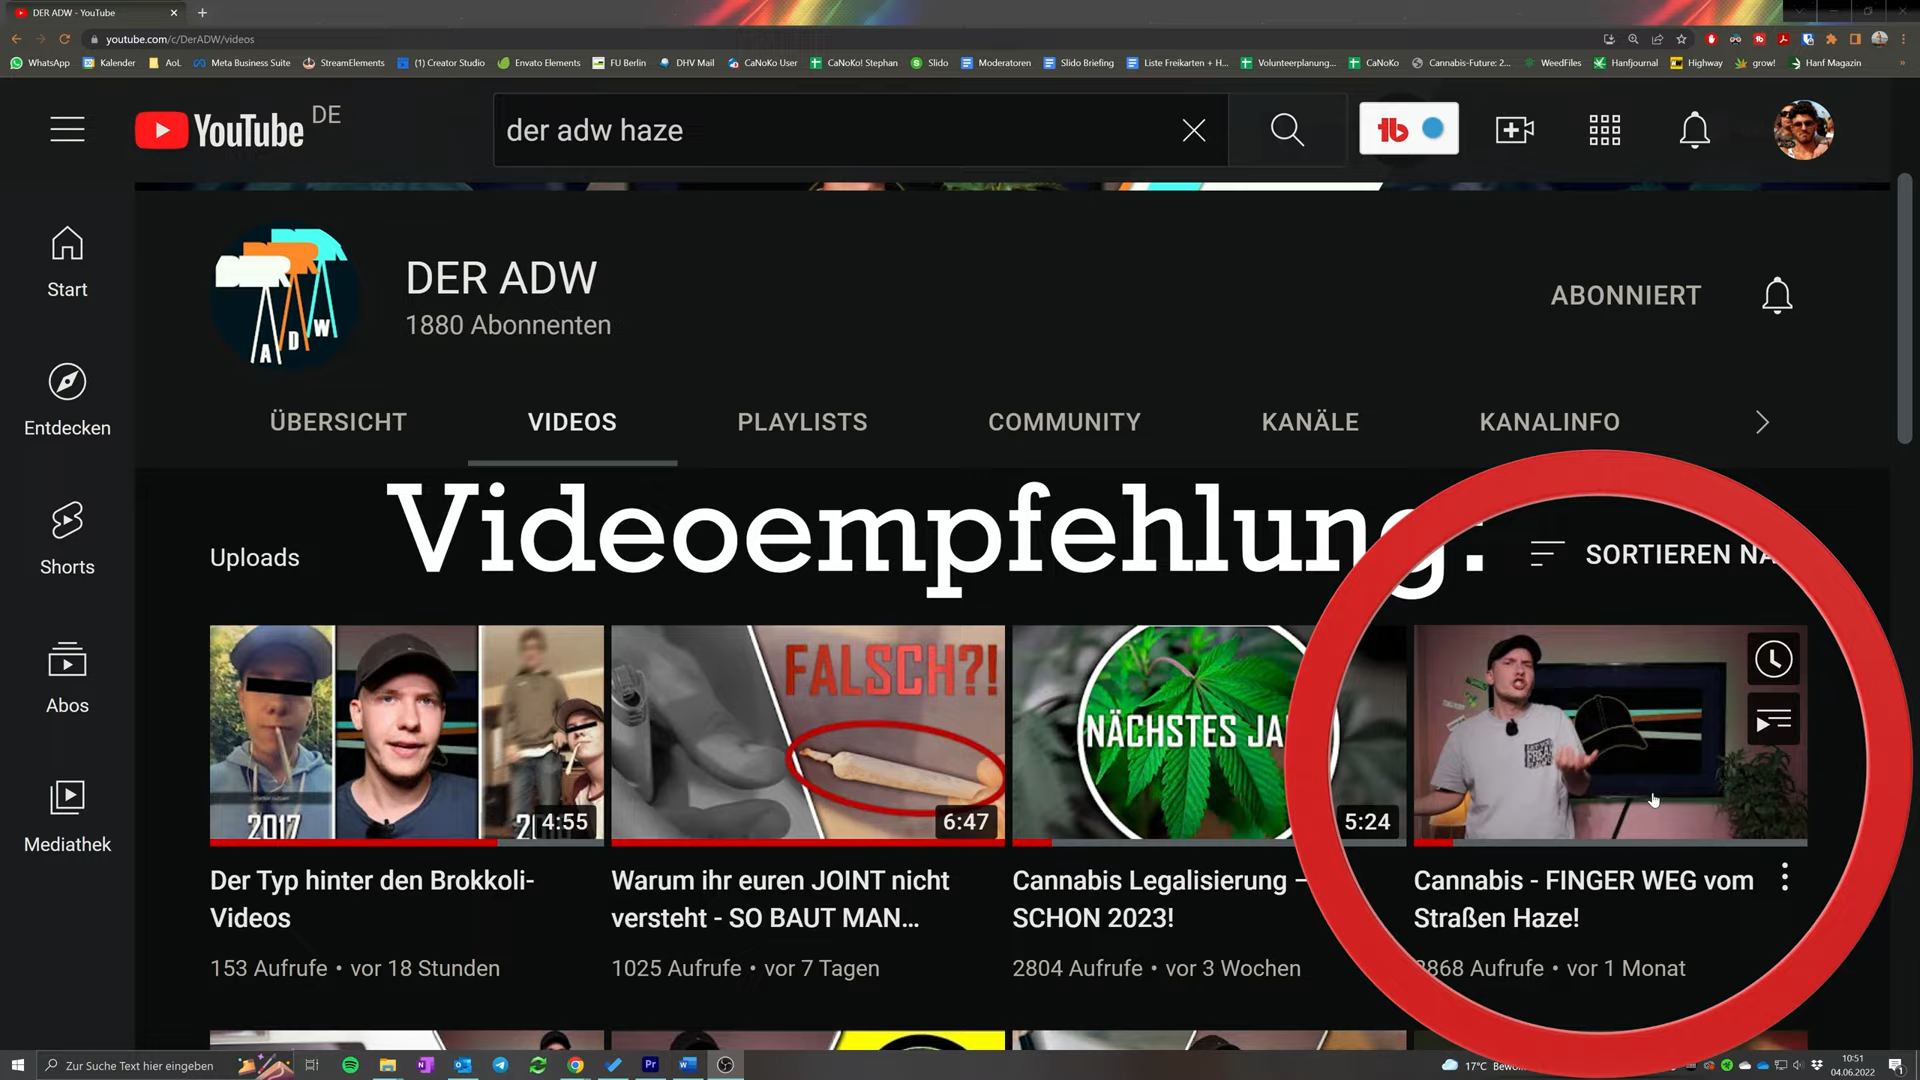 DER ADW - YouTube
youtube.com/c/DerADW/videos
WhatsApp Kalender AoL Meta Business Suite StreamElements (1) Creator Studio Envato Elements FU Berlin DHV Mail CaNoKo User CaNoKo! Stephan Slido Moderatoren Slido Briefing Liste Freikarten + H... Volunteerplanung... CaNoKo Cannabis-Future: 2... WeedFiles Hanfjournal Highway grow! Hanf Magazin
YouTube DE
der adw haze
Start
Entdecken
Shorts
Abos
Mediathek
DER ADW
1880 Abonnenten
ABONNIERT
A D W
ÜBERSICHT VIDEOS PLAYLISTS COMMUNITY KANÄLE KANALINFO
Videoempfehlung:
Uploads
SORTIEREN NA
2017
4:55
FALSCH?!
6:47
NÄCHSTES JA
5:24
Der Typ hinter den Brokkoli-
Videos
153 Aufrufe • vor 18 Stunden
Warum ihr euren JOINT nicht
versteht - SO BAUT MAN...
1025 Aufrufe • vor 7 Tagen
Cannabis Legalisierung –
SCHON 2023!
2804 Aufrufe • vor 3 Wochen
Cannabis - FINGER WEG vom
Straßen Haze!
868 Aufrufe • vor 1 Monat
Zur Suche Text hier eingeben
17°C
10:51
04.06.2022